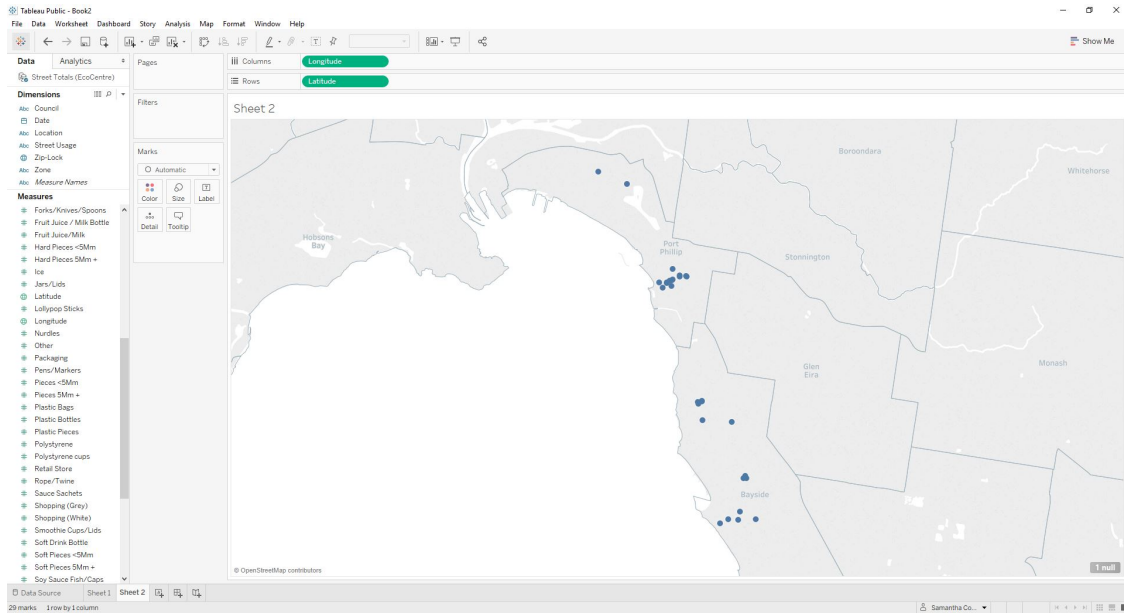 Tableau Public - Book2
File Data Worksheet Dashboard Story Analysis Map Format Window Help
Show Me
Data Analytics
Street Totals (EcoCentre)
Dimensions
Abc Council
Date
Abc Location
Abc Street Usage
Zip-Lock
Abc Zone
Abc Measure Names
Measures
Forks/Knives/Spoons
Fruit Juice / Milk Bottle
Fruit Juice/Milk
Hard Pieces <5Mm
Hard Pieces 5Mm +
Ice
Jars/Lids
Latitude
Lollypop Sticks
Longitude
Nurdles
Other
Packaging
Pens/Markers
Pieces <5Mm
Pieces 5Mm +
Plastic Bags
Plastic Bottles
Plastic Pieces
Polystyrene
Polystyrene cups
Retail Store
Rope/Twine
Sauce Sachets
Shopping (Grey)
Shopping (White)
Smoothie Cups/Lids
Soft Drink Bottle
Soft Pieces <5Mm
Soft Pieces 5Mm +
Soy Sauce Fish/Caps
Pages
Filters
Marks
Automatic
Color Size Label
Detail Tooltip
Columns Longitude
Rows Latitude
Sheet 2
Boroondara
Whitehorse
Hobsons
Bay
Port
Phillip
Stonnington
Glen
Eira
Monash
Bayside
© OpenStreetMap contributors
1 null
Data Source Sheet 1 Sheet 2
29 marks 1 row by 1 column
Samantha Co...